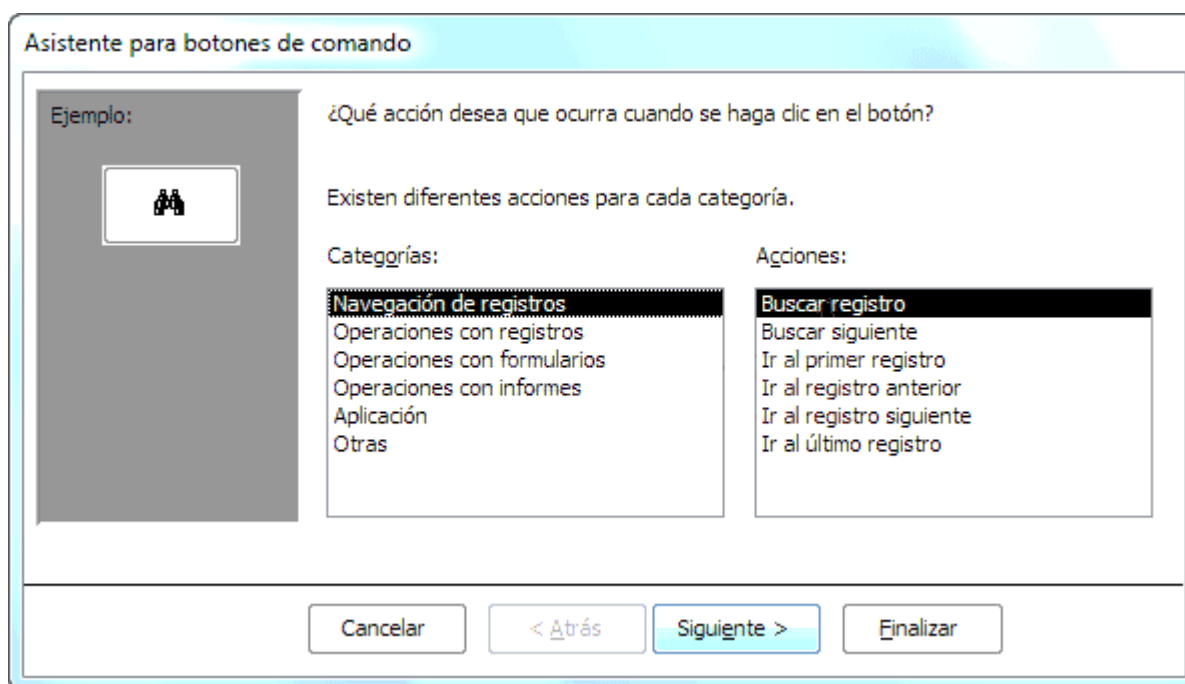 Asistente para botones de comando
Ejemplo:
¿Qué acción desea que ocurra cuando se haga clic en el botón?
Existen diferentes acciones para cada categoría.
Categorías:
Acciones:
Navegación de registros
Operaciones con registros
Operaciones con formularios
Operaciones con informes
Aplicación
Otras
Buscar registro
Buscar siguiente
Ir al primer registro
Ir al registro anterior
Ir al registro siguiente
Ir al último registro
Cancelar
< Atrás
Siguiente >
Finalizar